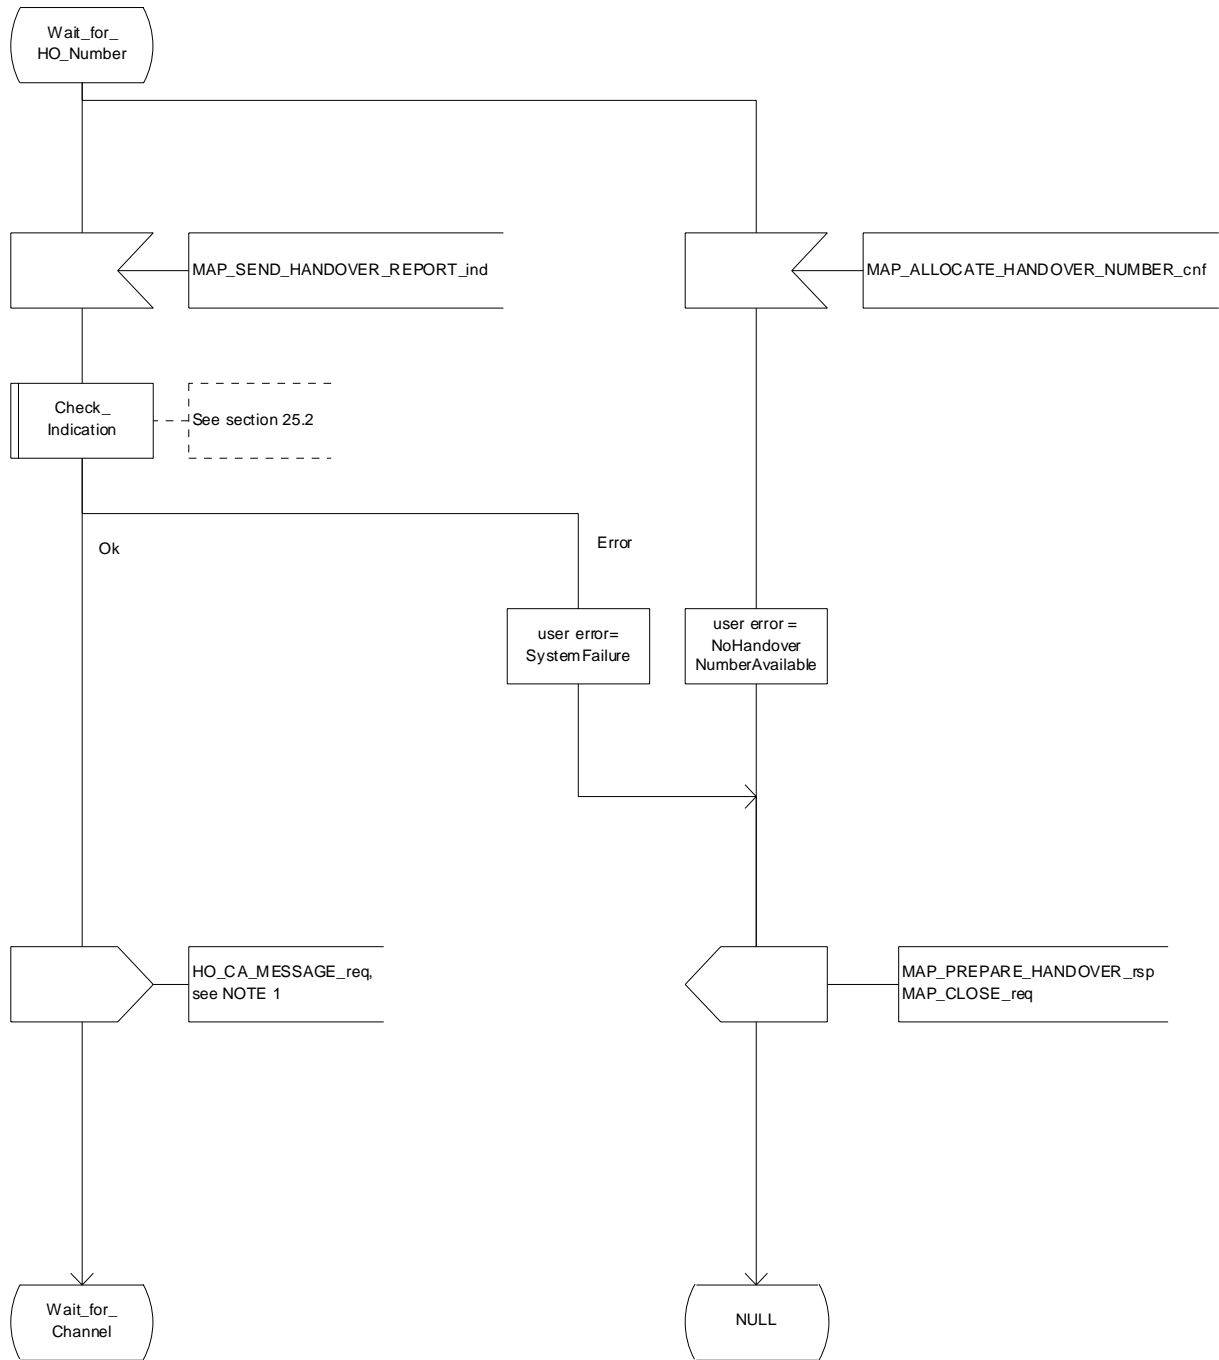 Wait_for_
HO_Number
MAP_SEND_HANDOVER_REPORT_ind
MAP_ALLOCATE_HANDOVER_NUMBER_cnf
Check_
Indication
See section 25.2
Ok
Error
user error=
SystemFailure
user error =
NoHandover
NumberAvailable
HO_CA_MESSAGE_req,
see NOTE 1
MAP_PREPARE_HANDOVER_rsp
MAP_CLOSE_req
Wait_for_
Channel
NULL